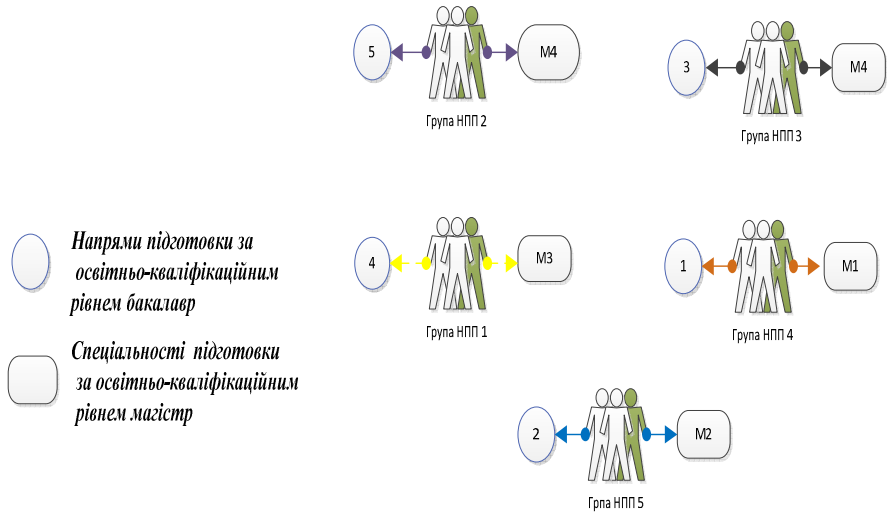 5
М4
Група НПП 2
3
М4
Група НПП 3
Напрями підготовки за
освітньо-кваліфікаційним
рівнем бакалавр
4
М3
Група НПП 1
1
М1
Група НПП 4
Спеціальності підготовки
за освітньо-кваліфікаційним
рівнем магістр
2
М2
Грпа НПП 5